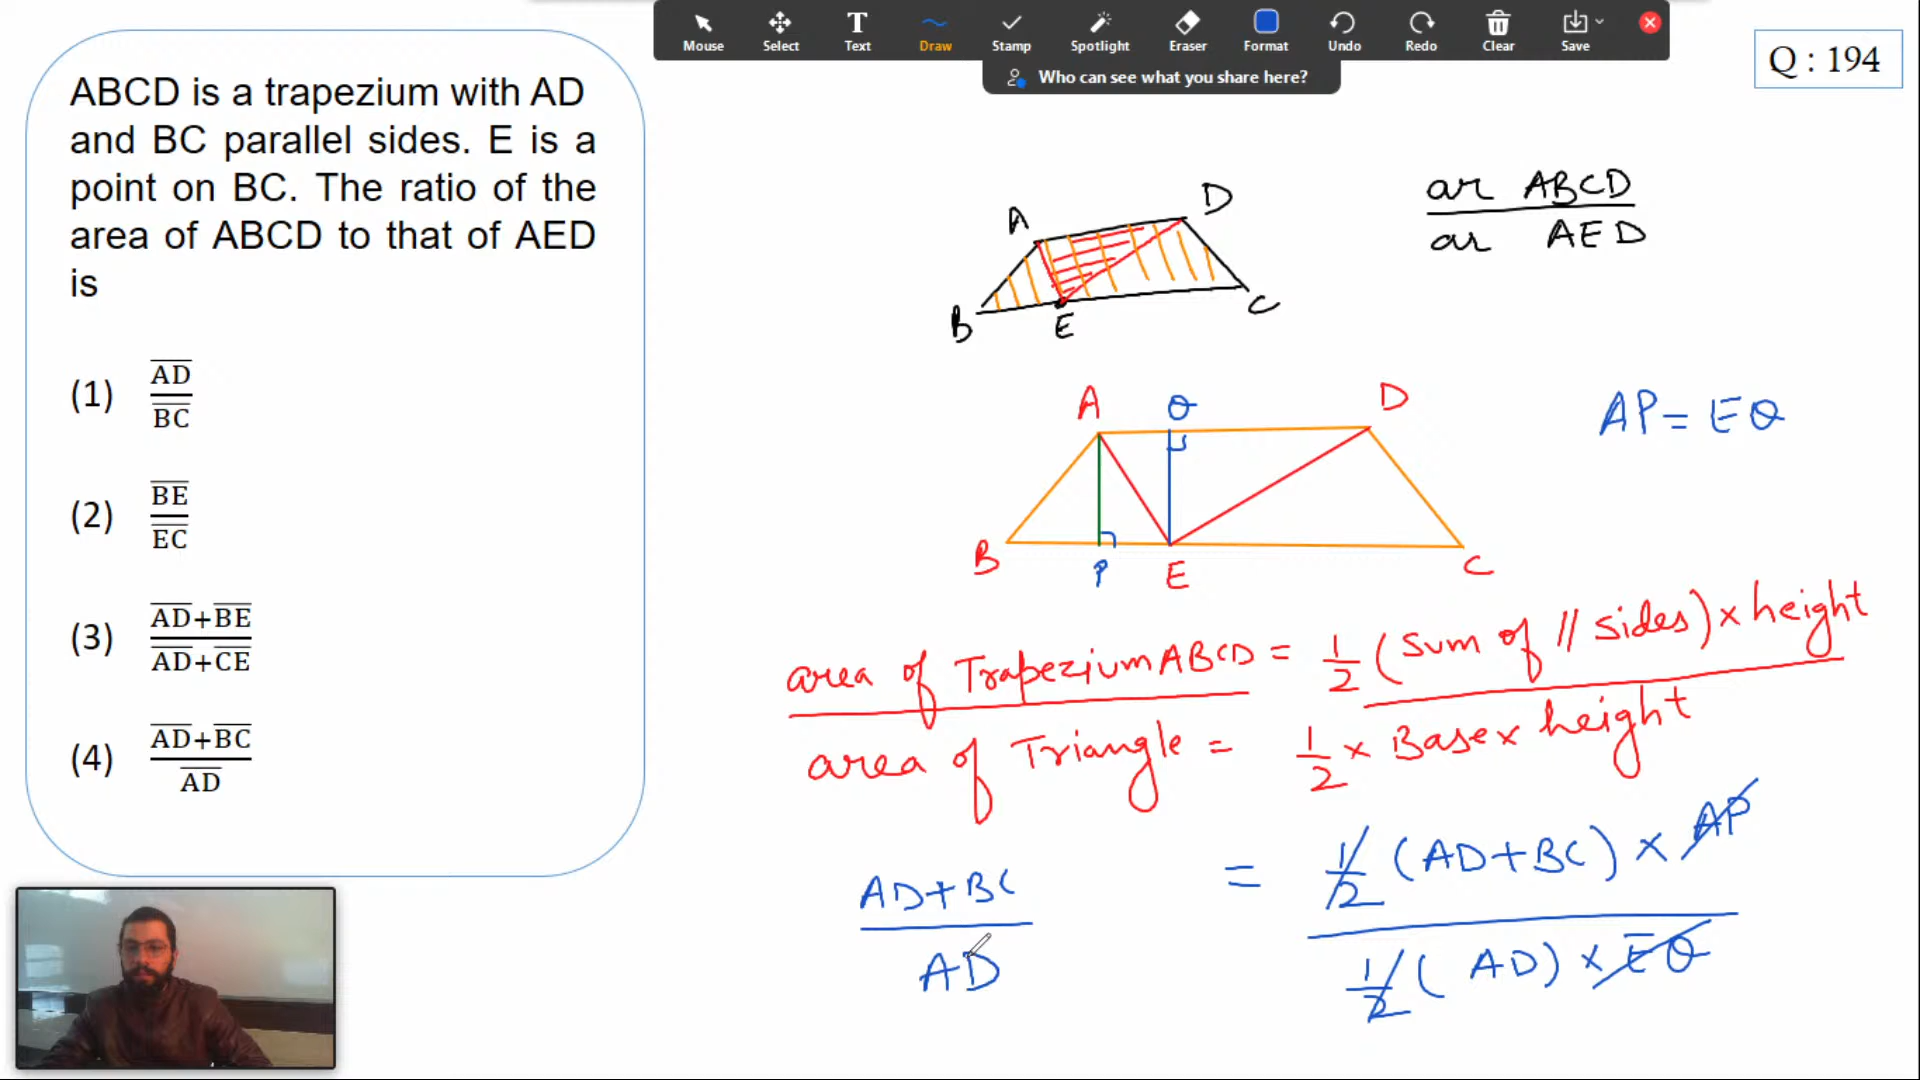 Mouse Select Text Draw Stamp Spotlight Eraser Format Undo Redo Clear Save
Who can see what you share here?
Q : 194
ABCD is a trapezium with AD
and BC parallel sides. E is a
point on BC. The ratio of the
area of ABCD to that of AED
is
(1) AD
BC
(2) BE
EC
(3) AD+BE
AD+CE
(4) AD+BC
AD
A D
B E C
ar ABCD
ar AED
A Q D
B P E C
AP = EQ
area of Trapezium ABCD = 1/2 (Sum of // sides) × height
area of Triangle = 1/2 × Base × height
= 1/2 (AD+BC) × AP
1/2 (AD) × EQ
AD+BC
AD